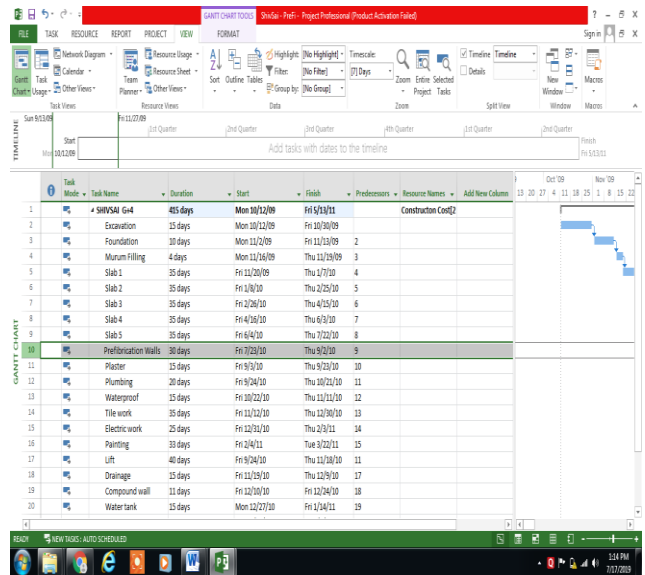 GANTT CHART TOOLS ShivSai - PreFi - Project Professional (Product Activation Failed)
FILE TASK RESOURCE REPORT PROJECT VIEW FORMAT Sign in
Gantt Chart Task Usage Network Diagram Calendar Other Views Team Planner Resource Usage Resource Sheet Other Views Sort Outline Tables Highlight: [No Highlight] Filter: [No Filter] Group by: [No Group] Timescale: [7] Days Zoom Entire Project Selected Tasks Timeline Timeline Details New Window Macros
Task Views Resource Views Data Zoom Split View Window Macros
TIMELINE
Sun 9/13/09 Fri 11/27/09
1st Quarter 2nd Quarter 3rd Quarter 4th Quarter 1st Quarter 2nd Quarter
Start Finish
Mon 10/12/09 Add tasks with dates to the timeline Fri 5/13/11
GANTT CHART
Oct '09 Nov '09
Task Mode Task Name Duration Start Finish Predecessors Resource Names Add New Column 13 20 27 4 11 18 25 1 8 15 22
1 SHIVSAI G+4 415 days Mon 10/12/09 Fri 5/13/11 Constructon Cost[2
2 Excavation 15 days Mon 10/12/09 Fri 10/30/09
3 Foundation 10 days Mon 11/2/09 Fri 11/13/09 2
4 Murum Filling 4 days Mon 11/16/09 Thu 11/19/09 3
5 Slab 1 35 days Fri 11/20/09 Thu 1/7/10 4
6 Slab 2 35 days Fri 1/8/10 Thu 2/25/10 5
7 Slab 3 35 days Fri 2/26/10 Thu 4/15/10 6
8 Slab 4 35 days Fri 4/16/10 Thu 6/3/10 7
9 Slab 5 35 days Fri 6/4/10 Thu 7/22/10 8
10 Prefibrication Walls 30 days Fri 7/23/10 Thu 9/2/10 9
11 Plaster 15 days Fri 9/3/10 Thu 9/23/10 10
12 Plumbing 20 days Fri 9/24/10 Thu 10/21/10 11
13 Waterproof 15 days Fri 10/22/10 Thu 11/11/10 12
14 Tile work 35 days Fri 11/12/10 Thu 12/30/10 13
15 Electric work 25 days Fri 12/31/10 Thu 2/3/11 14
16 Painting 33 days Fri 2/4/11 Tue 3/22/11 15
17 Lift 40 days Fri 9/24/10 Thu 11/18/10 11
18 Drainage 15 days Fri 11/19/10 Thu 12/9/10 17
19 Compound wall 11 days Fri 12/10/10 Fri 12/24/10 18
20 Water tank 15 days Mon 12/27/10 Fri 1/14/11 19
READY NEW TASKS : AUTO SCHEDULED
1:14 PM
7/17/2019